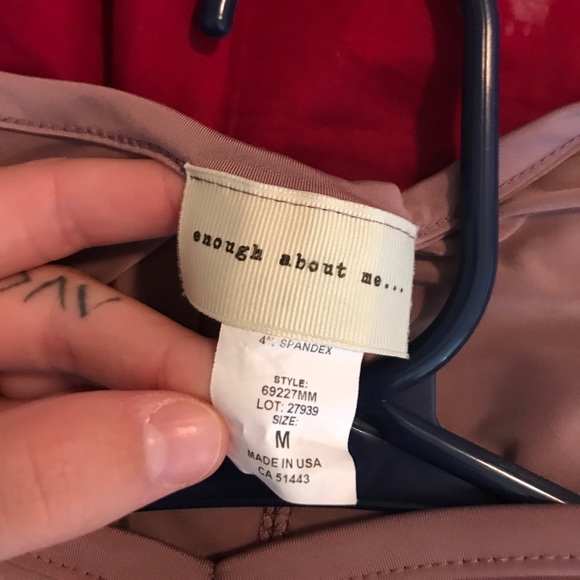 enough about me...
4% SPANDEX
STYLE:
69227MM
LOT: 27939
SIZE:
M
MADE IN USA
CA 51443